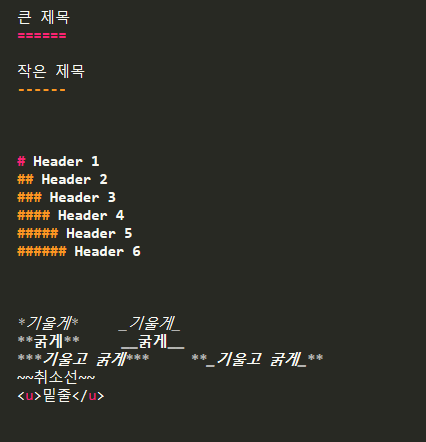 큰 제목
======
작은 제목
------
# Header 1
## Header 2
### Header 3
#### Header 4
##### Header 5
###### Header 6
*기울게*     _기울게_
**굵게**     __굵게__
***기울고 굵게***     **_기울고 굵게_**
~~취소선~~
<u>밑줄</u>